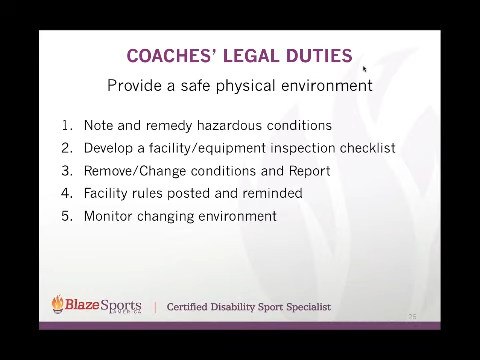 COACHES' LEGAL DUTIES
Provide a safe physical environment
1. Note and remedy hazardous conditions
2. Develop a facility/equipment inspection checklist
3. Remove/Change conditions and Report
4. Facility rules posted and reminded
5. Monitor changing environment
BlazeSports
AMERICA
Certified Disability Sport Specialist